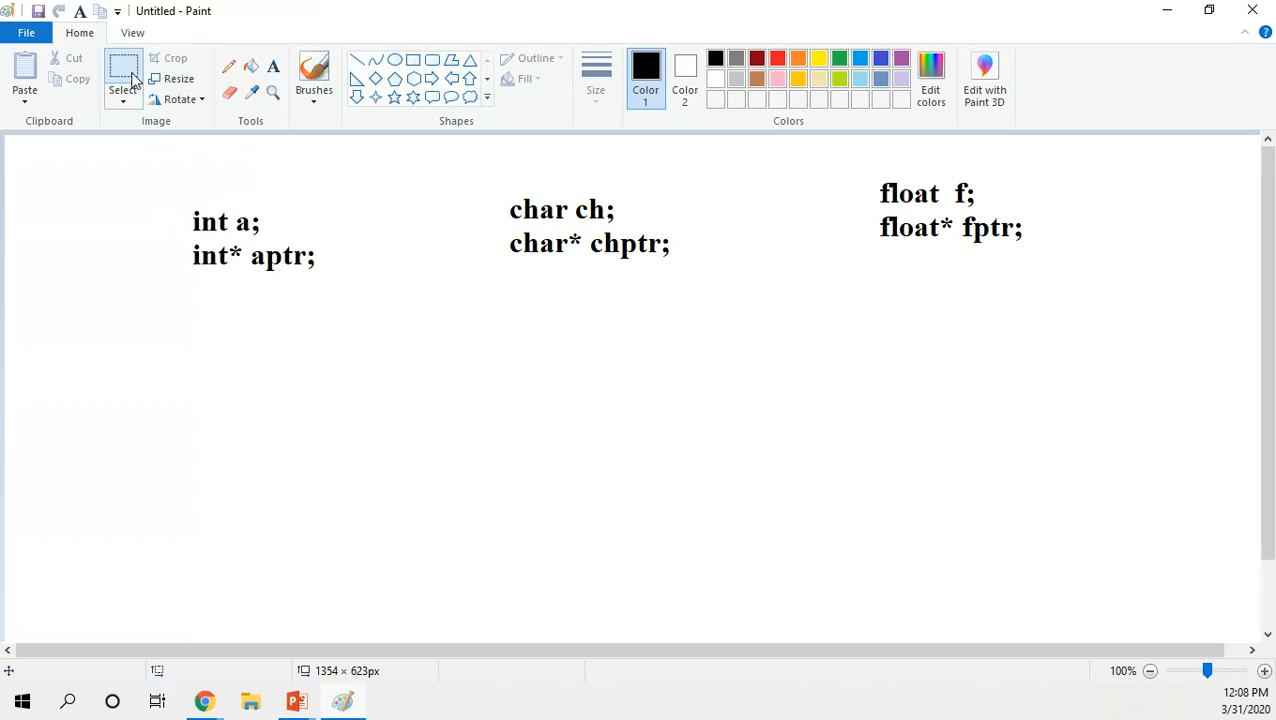 Untitled - Paint
File Home View
Paste
Cut
Copy
Clipboard
Select
Crop
Resize
Rotate
Image
Tools
Brushes
Outline
Fill
Shapes
Size
Color 1
Color 2
Edit colors
Colors
Edit with Paint 3D
int a;
int* aptr;
char ch;
char* chptr;
float  f;
float* fptr;
1354 × 623px
100%
12:08 PM
3/31/2020